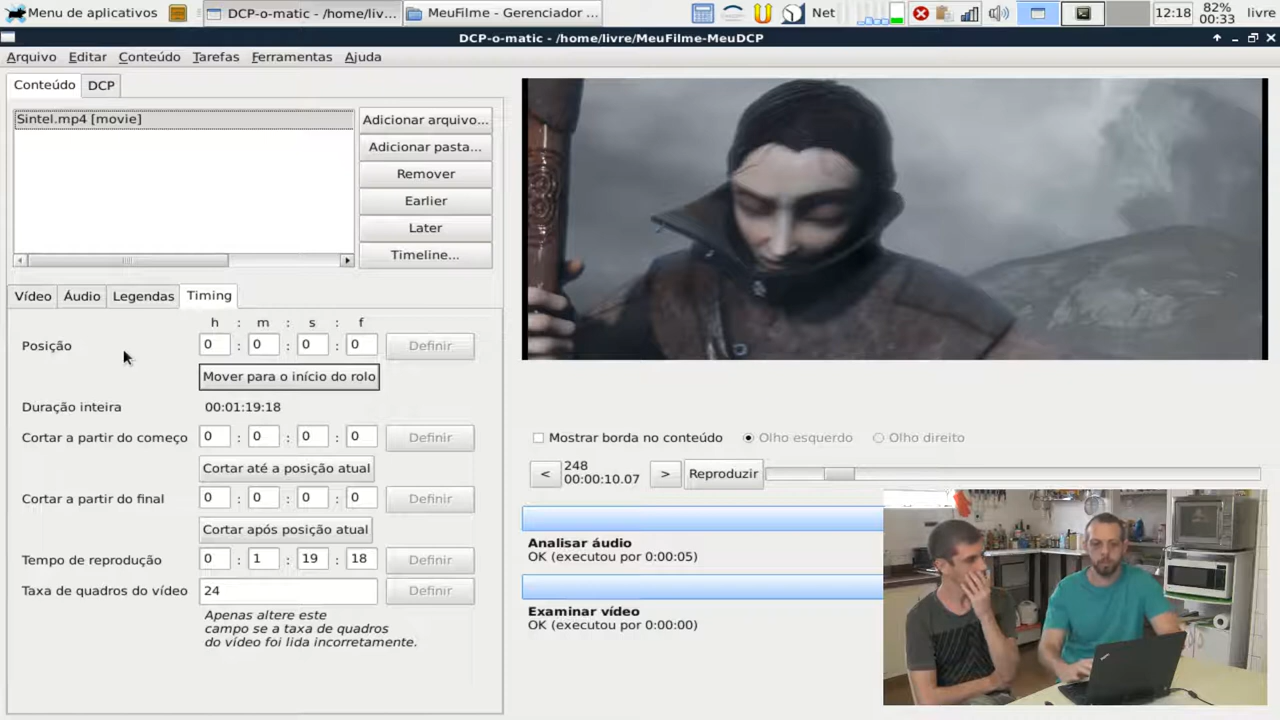 Menu de aplicativos
DCP-o-matic - /home/liv...
MeuFilme - Gerenciador ...
Net
12:18
82%
00:33
livre
DCP-o-matic - /home/livre/MeuFilme-MeuDCP
Arquivo Editar Conteúdo Tarefas Ferramentas Ajuda
Conteúdo DCP
Sintel.mp4 [movie]
Adicionar arquivo...
Adicionar pasta...
Remover
Earlier
Later
Timeline...
Vídeo Áudio Legendas Timing
h : m : s : f
Posição 0 : 0 : 0 : 0 Definir
Mover para o início do rolo
Duração inteira 00:01:19:18
Cortar a partir do começo 0 : 0 : 0 : 0 Definir
Cortar até a posição atual
Cortar a partir do final 0 : 0 : 0 : 0 Definir
Cortar após posição atual
Tempo de reprodução 0 : 1 : 19 : 18 Definir
Taxa de quadros do vídeo 24 Definir
Apenas altere este
campo se a taxa de quadros
do vídeo foi lida incorretamente.
Mostrar borda no conteúdo Olho esquerdo Olho direito
< 248 > Reproduzir
00:00:10.07
Analisar áudio
OK (executou por 0:00:05)
Examinar vídeo
OK (executou por 0:00:00)